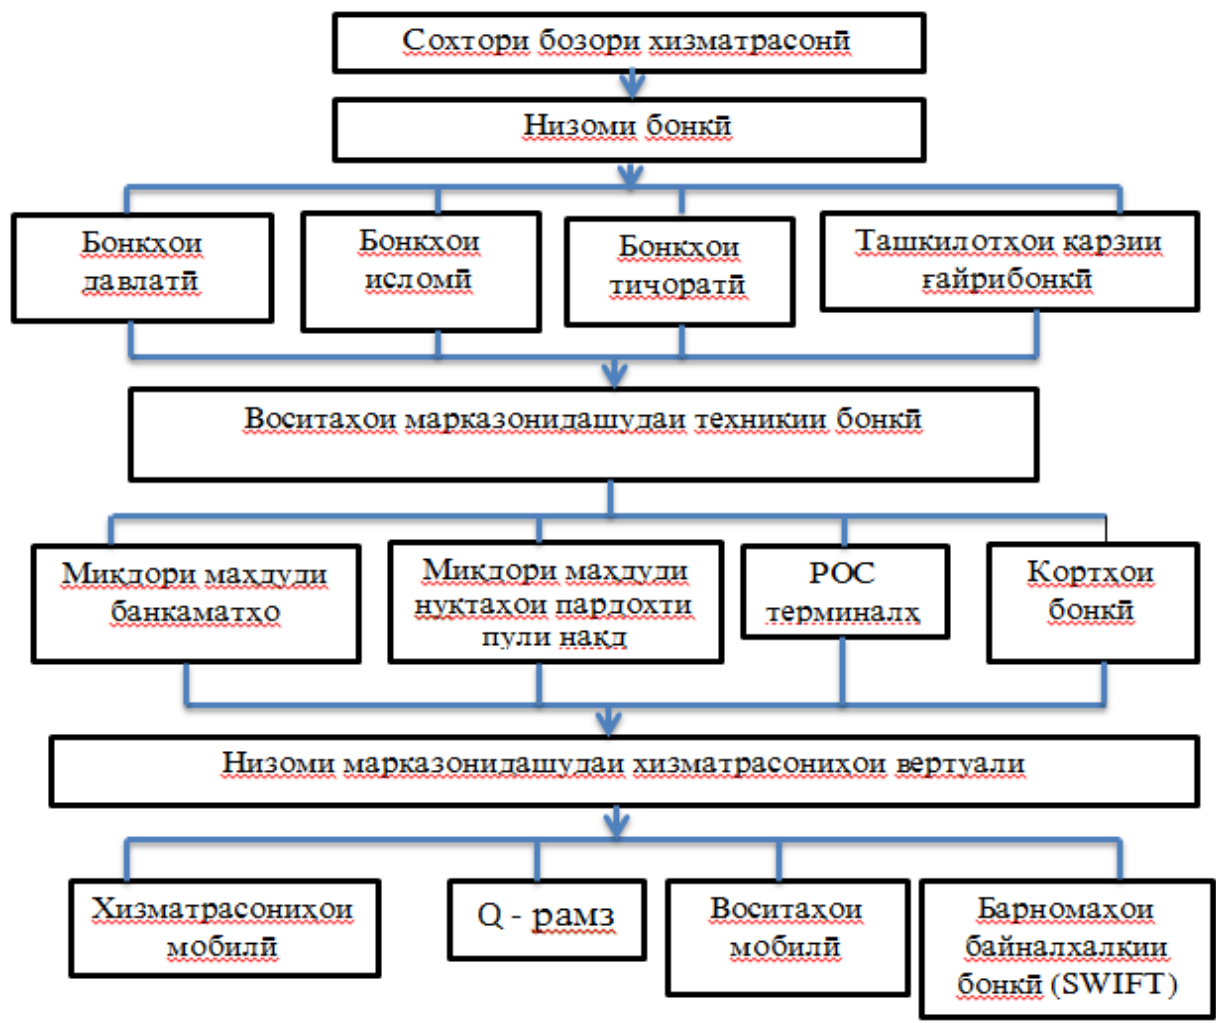 Сохтори бозори хизматрасонӣ
Низоми бонкӣ
Бонкҳои
давлатӣ
Бонкҳои
исломӣ
Бонкҳои
тиҷоратӣ
Ташкилотҳои қарзии
ғайрибонкӣ
Воситаҳои марказонидашудаи техникии бонкӣ
Миқдори маҳдуди
банкаматҳо
Миқдори маҳдуди
нуқтаҳои пардохти
пули нақд
РОС
терминалҳ
Кортҳои
бонкӣ
Низоми марказонидашудаи хизматрасониҳои вертуали
Хизматрасониҳои
мобилӣ
Q - рамз
Воситаҳои
мобилӣ
Барномаҳои
байналхалқии
бонкӣ (SWIFT)